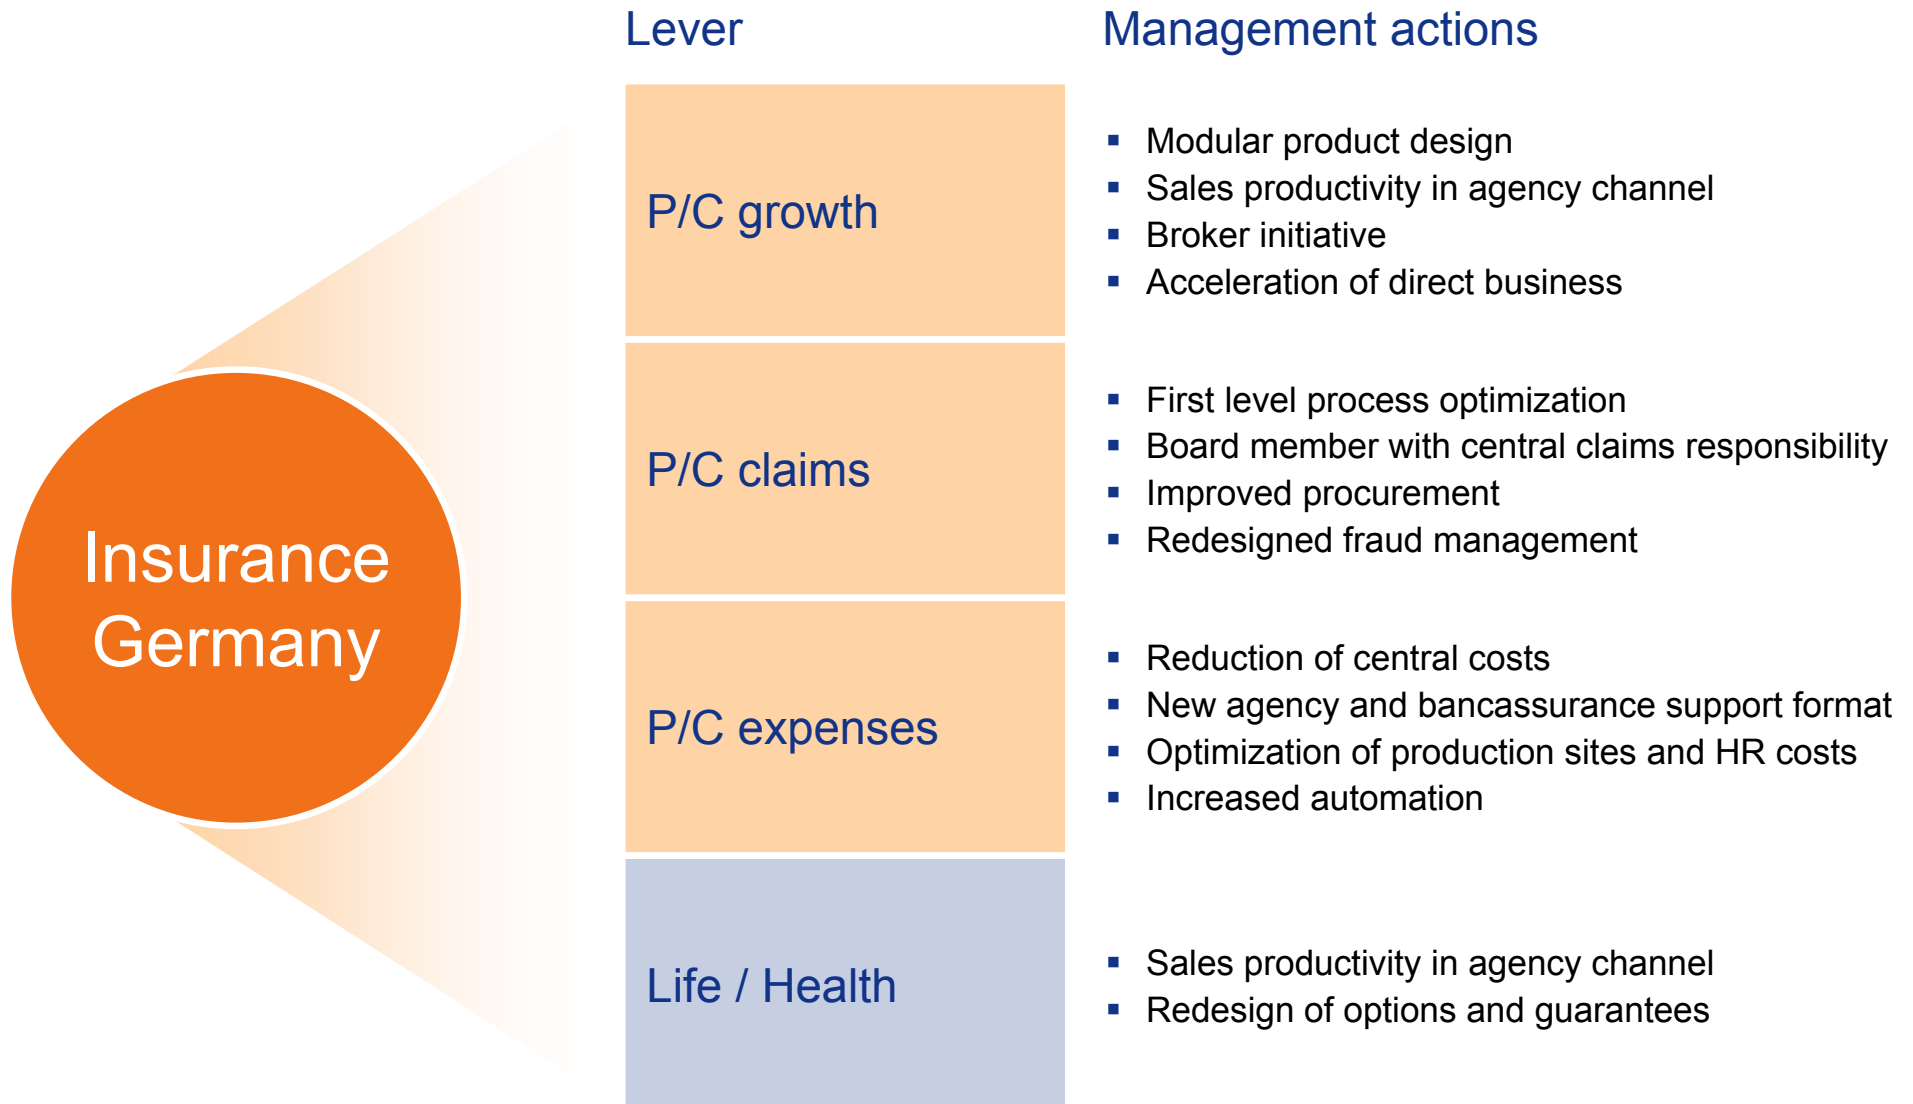 Lever
Management actions
Insurance
Germany
P/C growth
▪ Modular product design
▪ Sales productivity in agency channel
▪ Broker initiative
▪ Acceleration of direct business
P/C claims
▪ First level process optimization
▪ Board member with central claims responsibility
▪ Improved procurement
▪ Redesigned fraud management
P/C expenses
▪ Reduction of central costs
▪ New agency and bancassurance support format
▪ Optimization of production sites and HR costs
▪ Increased automation
Life / Health
▪ Sales productivity in agency channel
▪ Redesign of options and guarantees